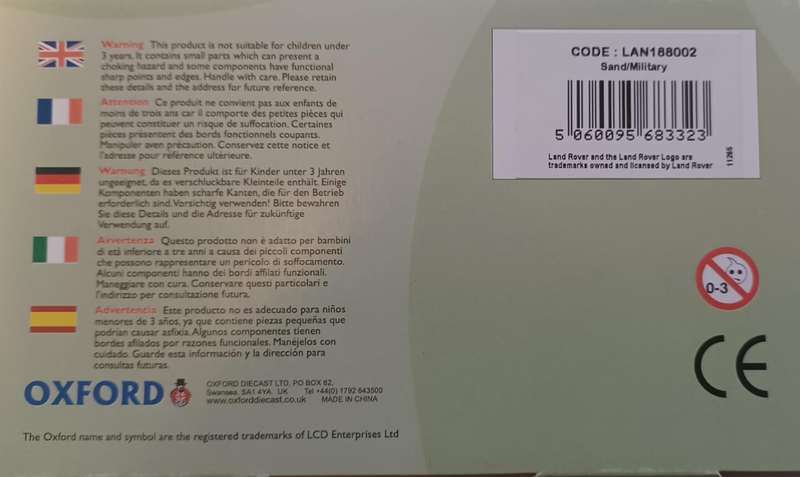 Warning This product is not suitable for children under
3 years. It contains small parts which can present a
choking hazard and some components have functional
sharp points and edges. Handle with care. Please retain
these details and the address for future reference.
Attention Ce produit ne convient pas aux enfants de
moins de trois ans car il comporte des petites pièces qui
peuvent constituer un risque de suffocation. Certaines
pièces présentent des bords fonctionnels coupants.
Manipuler aven précaution. Conservez cette notice et
l'adresse pour référence ultérieure.
Warnung Dieses Produkt ist für Kinder unter 3 Jahren
ungeeignet, da es verschluckbare Kleinteile enthält. Einige
Komponenten haben scharfe Kanten, die für den Betrieb
erforderlich sind. Vorsichtig verwenden! Bitte bewahren
Sie diese Details und die Adresse für zukünftige
Verwendung auf.
Avvertenza Questo prodotto non è adatto per bambini
di età inferiore a tre anni a causa dei piccoli componenti
che possono rappresentare un pericolo di soffocamento.
Alcuni componenti hanno dei bordi affilati funzionali.
Maneggiare con cura. Conservare questi particolari e
l'indirizzo per consultazione futura.
Advertencia Este producto no es adecuado para niños
menores de 3 años, ya que contiene piezas pequeñas que
podrían causar asfixia. Algunos componentes tienen
bordes afilados por razones funcionales. Manéjelos con
cuidado. Guarde esta información y la dirección para
consultas futuras.
OXFORD
OXFORD DIECAST LTD, PO BOX 62,
Swansea. SA1 4YA. UK Tel +44(0) 1792 643500
www.oxforddiecast.co.uk MADE IN CHINA
The Oxford name and symbol are the registered trademarks of LCD Enterprises Ltd
CODE : LAN188002
Sand/Military
5 060095 683323
Land Rover and the Land Rover Logo are
trademarks owned and licensed by Land Rover
11265
0-3
CE